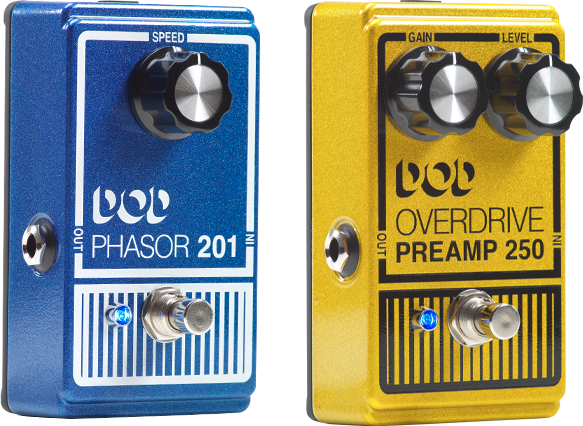 SPEED
DOD
PHASOR 201
OUT
IN
GAIN LEVEL
DOD
OVERDRIVE
PREAMP 250
OUT
IN